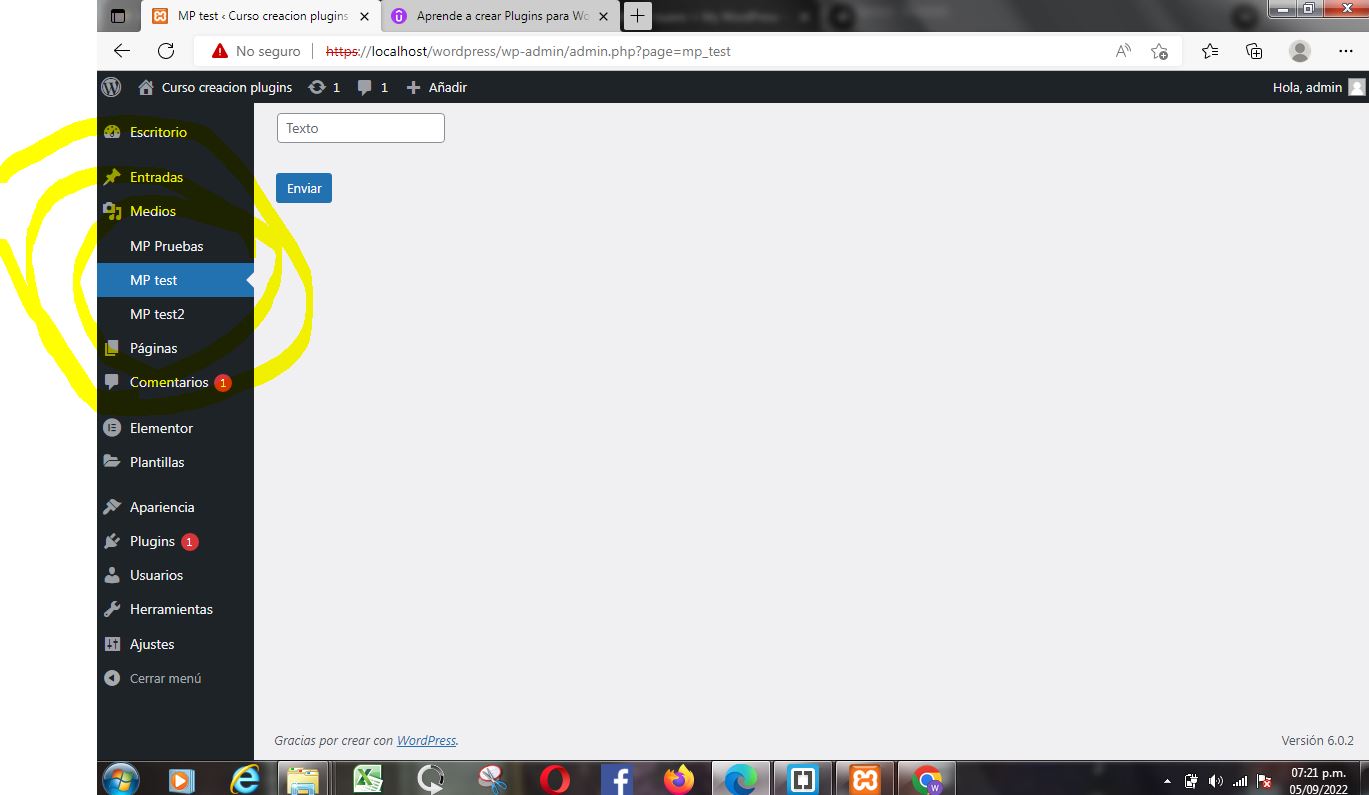 MP test ‹ Curso creacion plugins
Aprende a crear Plugins para Wo
No seguro
https://localhost/wordpress/wp-admin/admin.php?page=mp_test
Curso creacion plugins 1 1 Añadir
Hola, admin
Escritorio
Entradas
Medios
MP Pruebas
MP test
MP test2
Páginas
Comentarios 1
Elementor
Plantillas
Apariencia
Plugins 1
Usuarios
Herramientas
Ajustes
Cerrar menú
Texto
Enviar
Gracias por crear con WordPress.
Versión 6.0.2
07:21 p.m.
05/09/2022